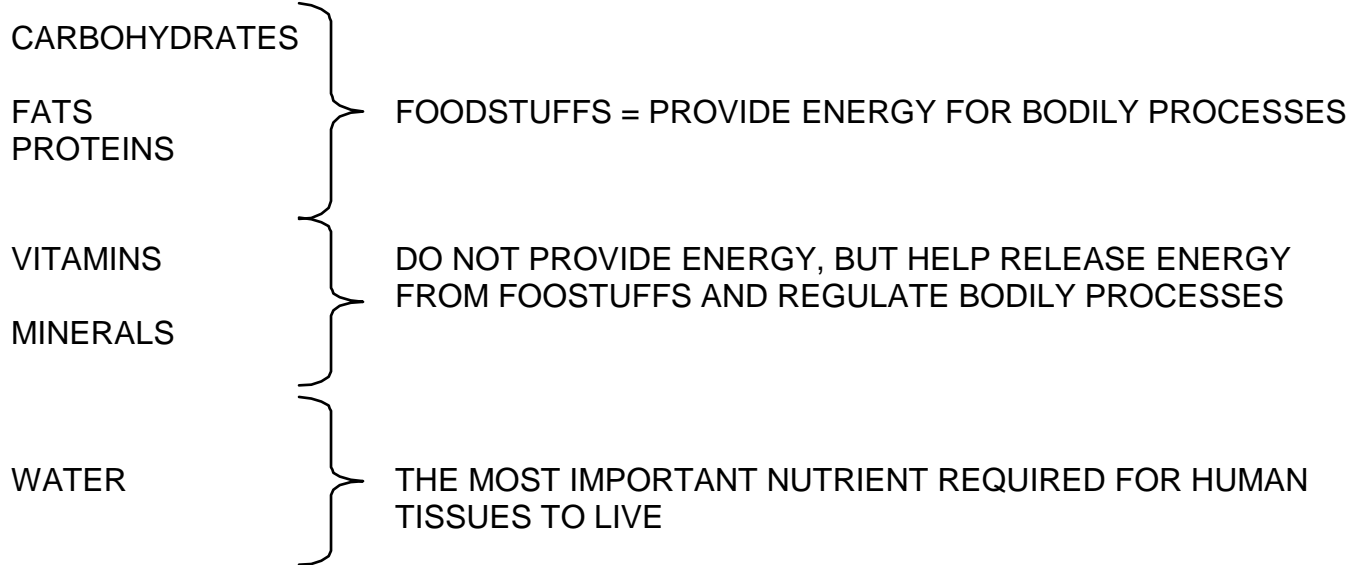 CARBOHYDRATES
FATS
PROTEINS
FOODSTUFFS = PROVIDE ENERGY FOR BODILY PROCESSES
VITAMINS
MINERALS
DO NOT PROVIDE ENERGY, BUT HELP RELEASE ENERGY
FROM FOOSTUFFS AND REGULATE BODILY PROCESSES
WATER
THE MOST IMPORTANT NUTRIENT REQUIRED FOR HUMAN
TISSUES TO LIVE